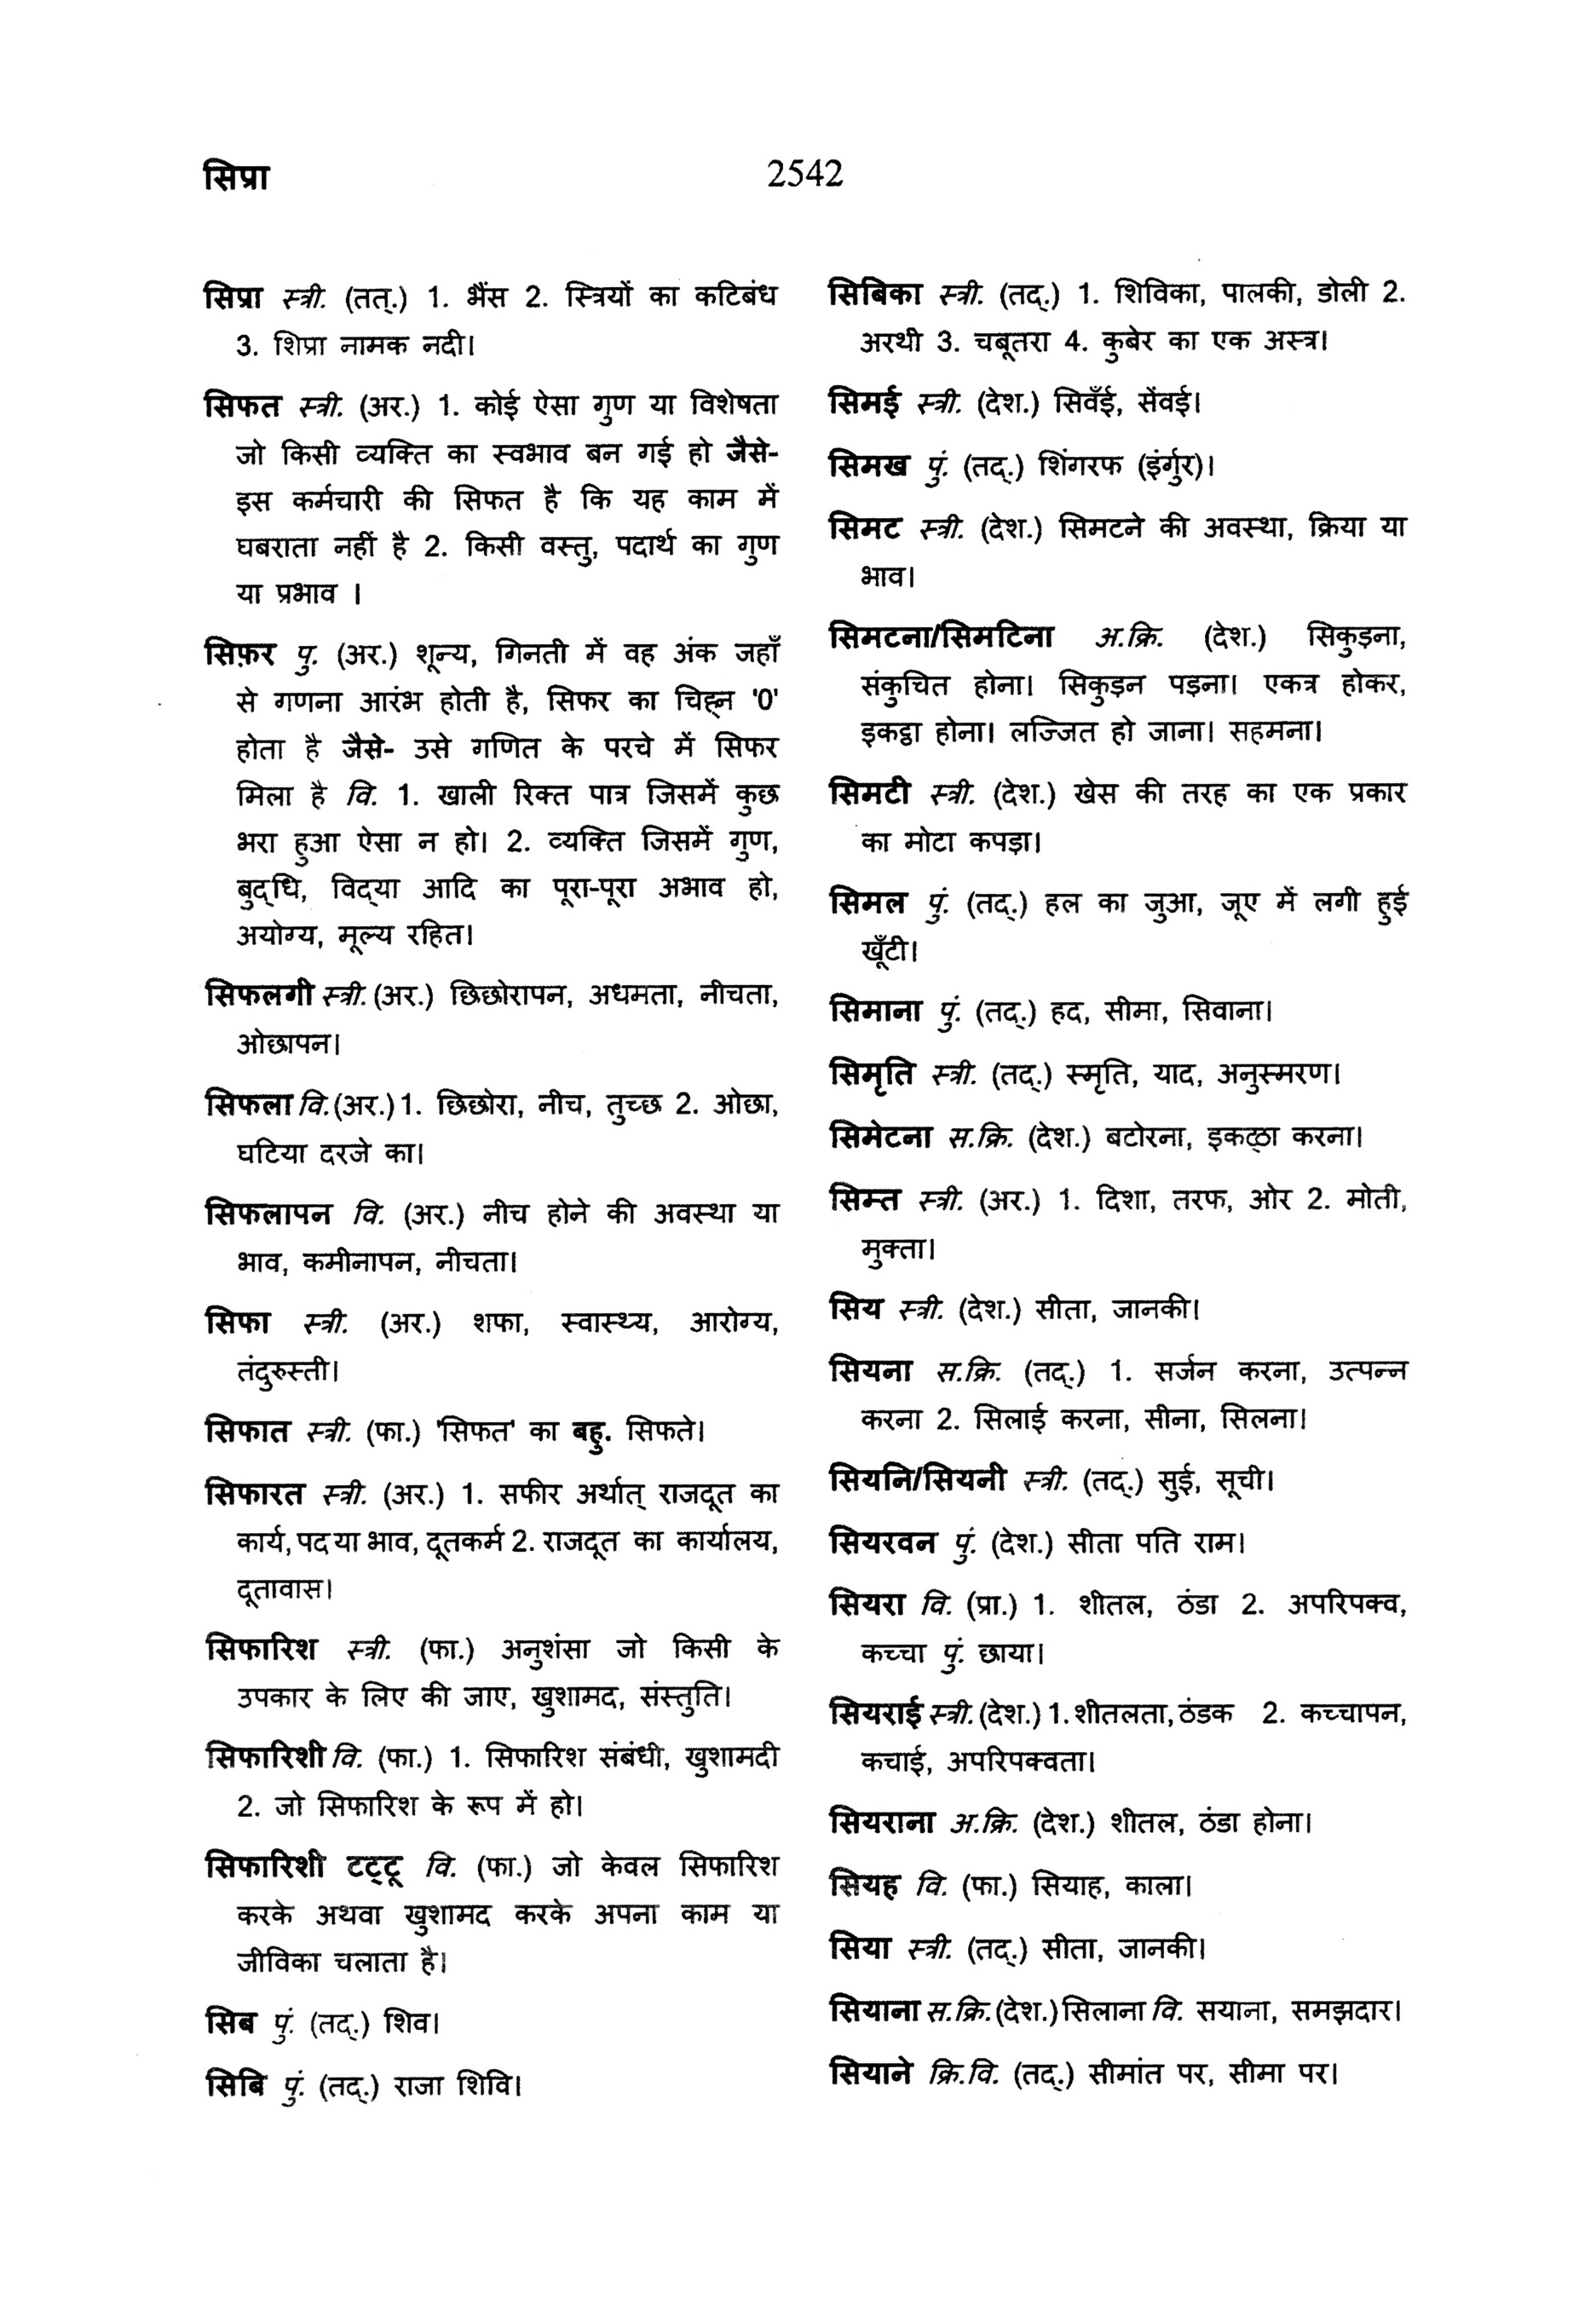 सिप्रा
2542
सिप्रा स्त्री. (तत्.) 1. भैंस 2. स्त्रियों का कटिबंध
3. शिप्रा नामक नदी।
सिफत स्त्री. (अर.) 1. कोई ऐसा गुण या विशेषता
जो किसी व्यक्ति का स्वभाव बन गई हो जैसे-
इस कर्मचारी की सिफत है कि यह काम में
घबराता नहीं है 2. किसी वस्तु, पदार्थ का गुण
या प्रभाव ।
सिफ़र पु. (अर.) शून्य, गिनती में वह अंक जहाँ
से गणना आरंभ होती है, सिफर का चिह्न '0'
होता है जैसे- उसे गणित के परचे में सिफर
मिला है वि. 1. खाली रिक्त पात्र जिसमें कुछ
भरा हुआ ऐसा न हो। 2. व्यक्ति जिसमें गुण,
बुद्‌धि, विद्‌या आदि का पूरा-पूरा अभाव हो,
अयोग्य, मूल्य रहित।
सिफलगी स्त्री. (अर.) छिछोरापन, अधमता, नीचता,
ओछापन।
सिफला वि. (अर.) 1. छिछोरा, नीच, तुच्छ 2. ओछा,
घटिया दरजे का।
सिफलापन वि. (अर.) नीच होने की अवस्था या
भाव, कमीनापन, नीचता।
सिफा स्त्री. (अर.) शफा, स्वास्थ्य, आरोग्य,
तंदुरुस्ती।
सिफात स्त्री. (फा.) 'सिफत' का बहु. सिफते।
सिफारत स्त्री. (अर.) 1. सफीर अर्थात् राजदूत का
कार्य, पद या भाव, दूतकर्म 2. राजदूत का कार्यालय,
दूतावास।
सिफारिश स्त्री. (फा.) अनुशंसा जो किसी के
उपकार के लिए की जाए, खुशामद, संस्तुति।
सिफारिशी वि. (फा.) 1. सिफारिश संबंधी, खुशामदी
2. जो सिफारिश के रूप में हो।
सिफारिशी टट्‌टू वि. (फा.) जो केवल सिफारिश
करके अथवा खुशामद करके अपना काम या
जीविका चलाता है।
सिब पुं. (तद्.) शिव।
सिबि पुं. (तद्.) राजा शिवि।
सिबिका स्त्री. (तद्.) 1. शिविका, पालकी, डोली 2.
अरथी 3. चबूतरा 4. कुबेर का एक अस्त्र।
सिमई स्त्री. (देश.) सिवँई, सेंवई।
सिमख पुं. (तद्.) शिंगरफ (इंर्गुर)।
सिमट स्त्री. (देश.) सिमटने की अवस्था, क्रिया या
भाव।
सिमटना/सिमटिना अ.क्रि. (देश.) सिकुड़ना,
संकुचित होना। सिकुड़न पड़ना। एकत्र होकर,
इकट्ठा होना। लज्जित हो जाना। सहमना।
सिमटी स्त्री. (देश.) खेस की तरह का एक प्रकार
का मोटा कपड़ा।
सिमल पुं. (तद्.) हल का जुआ, जूए में लगी हुई
खूँटी।
सिमाना पुं. (तद्.) हद, सीमा, सिवाना।
सिमृति स्त्री. (तद्.) स्मृति, याद, अनुस्मरण।
सिमेटना स.क्रि. (देश.) बटोरना, इकट्‌ठा करना।
सिम्त स्त्री. (अर.) 1. दिशा, तरफ, ओर 2. मोती,
मुक्ता।
सिय स्त्री. (देश.) सीता, जानकी।
सियना स.क्रि. (तद्.) 1. सर्जन करना, उत्पन्न
करना 2. सिलाई करना, सीना, सिलना।
सियनि/सियनी स्त्री. (तद्.) सुई, सूची।
सियरवन पुं. (देश.) सीता पति राम।
सियरा वि. (प्रा.) 1. शीतल, ठंडा 2. अपरिपक्व,
कच्चा पुं. छाया।
सियराई स्त्री. (देश.) 1. शीतलता, ठंडक 2. कच्चापन,
कचाई, अपरिपक्वता।
सियराना अ.क्रि. (देश.) शीतल, ठंडा होना।
सियह वि. (फा.) सियाह, काला।
सिया स्त्री. (तद्.) सीता, जानकी।
सियाना स.क्रि. (देश.) सिलाना वि. सयाना, समझदार।
सियाने क्रि.वि. (तद्.) सीमांत पर, सीमा पर।